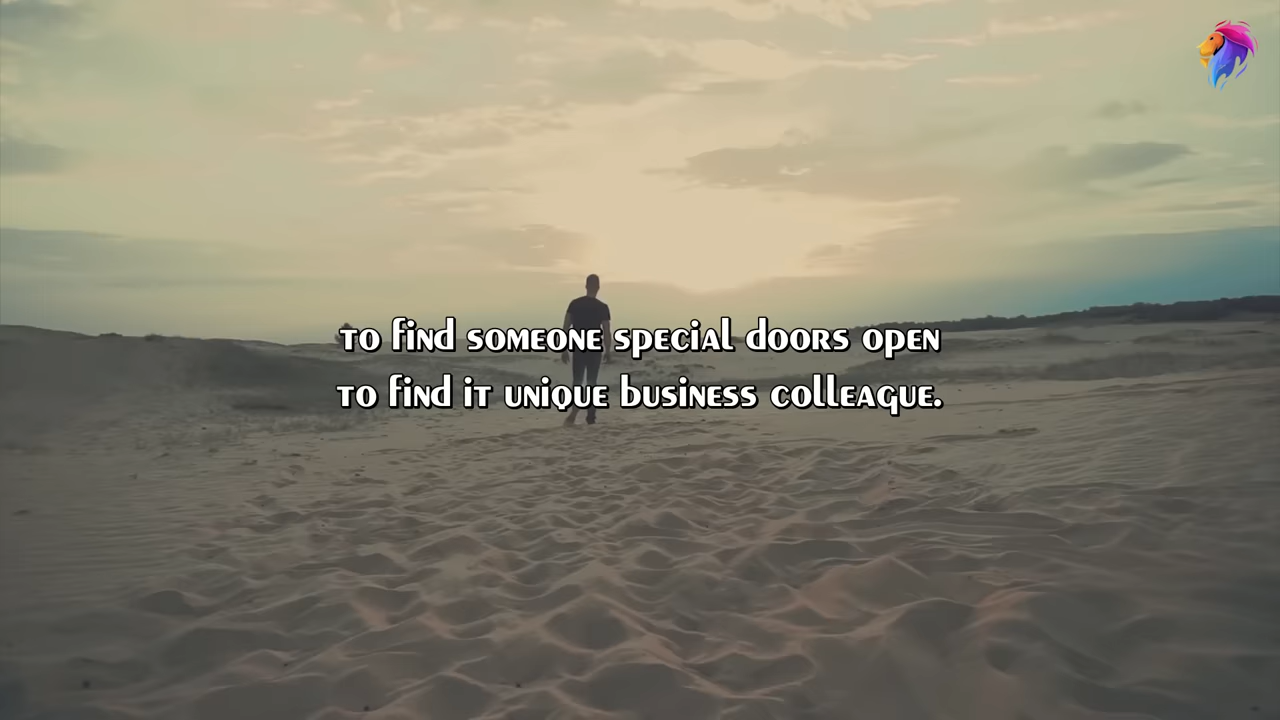 to find someone special doors open
to find it unique business colleague.